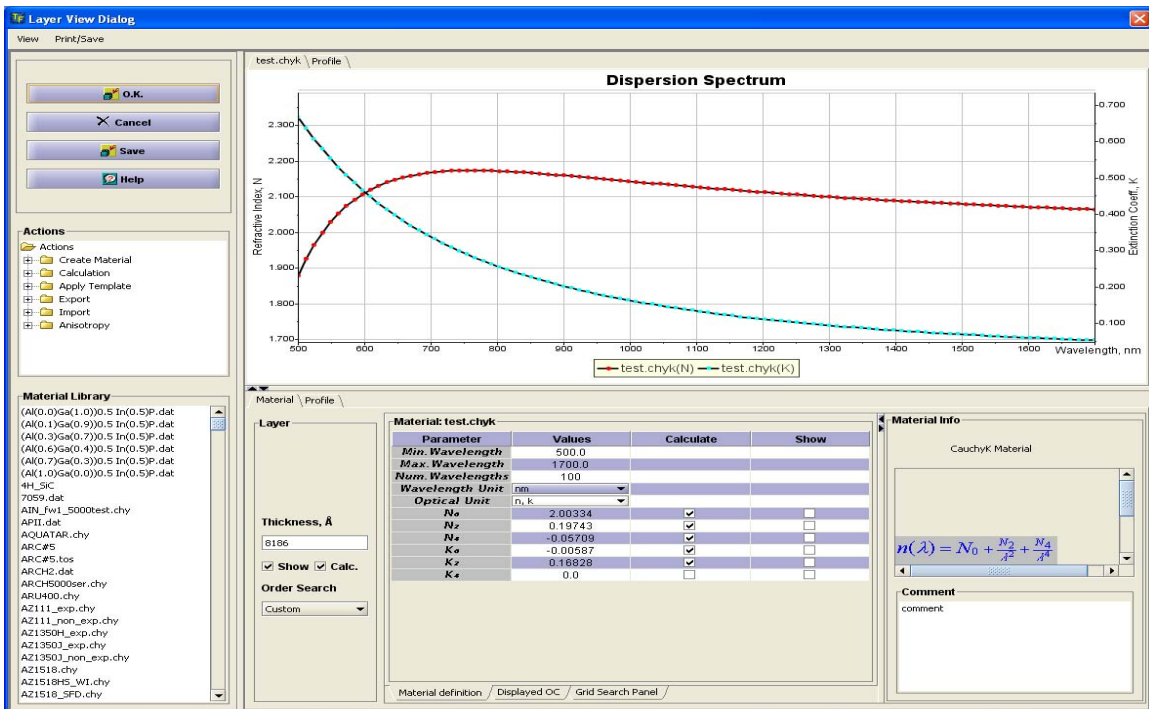 Layer View Dialog
View Print/Save
O.K.
Cancel
Save
Help
Actions
Actions
Create Material
Calculation
Apply Template
Export
Import
Anisotropy
Material Library
(Al(0.0)Ga(1.0))0.5 In(0.5)P.dat
(Al(0.1)Ga(0.9))0.5 In(0.5)P.dat
(Al(0.3)Ga(0.7))0.5 In(0.5)P.dat
(Al(0.6)Ga(0.4))0.5 In(0.5)P.dat
(Al(0.7)Ga(0.3))0.5 In(0.5)P.dat
(Al(1.0)Ga(0.0))0.5 In(0.5)P.dat
4H_SiC
7059.dat
AlN_fw1_5000test.chy
APII.dat
AQUATAR.chy
ARC#5
ARC#5.tos
ARCH2.dat
ARCH5000ser.chy
ARU400.chy
AZ111_exp.chy
AZ111_non_exp.chy
AZ1350H_exp.chy
AZ1350J_exp.chy
AZ1350J_non_exp.chy
AZ1518.chy
AZ1518HS_WI.chy
AZ1518_SFD.chy
test.chyk Profile
Dispersion Spectrum
Refractive Index, N
2.300
2.200
2.100
2.000
1.900
1.800
1.700
0.700
0.600
0.500
0.400
0.300
0.200
0.100
Extinction Coeff., K
500 600 700 800 900 1000 1100 1200 1300 1400 1500 1600 Wavelength, nm
test.chyk(N) test.chyk(K)
Material Profile
Layer
Thickness, Å
8186
Show Calc.
Order Search
Custom
Material: test.chyk
Parameter Values Calculate Show
Min. Wavelength 500.0
Max. Wavelength 1700.0
Num. Wavelengths 100
Wavelength Unit nm
Optical Unit n, k
N₀ 2.00334
N₂ 0.19743
N₄ -0.05709
K₀ -0.00587
K₂ 0.16828
K₄ 0.0
Material definition Displayed OC Grid Search Panel
Material Info
CauchyK Material
n(λ) = N₀ + N₂/λ² + N₄/λ⁴
Comment
comment